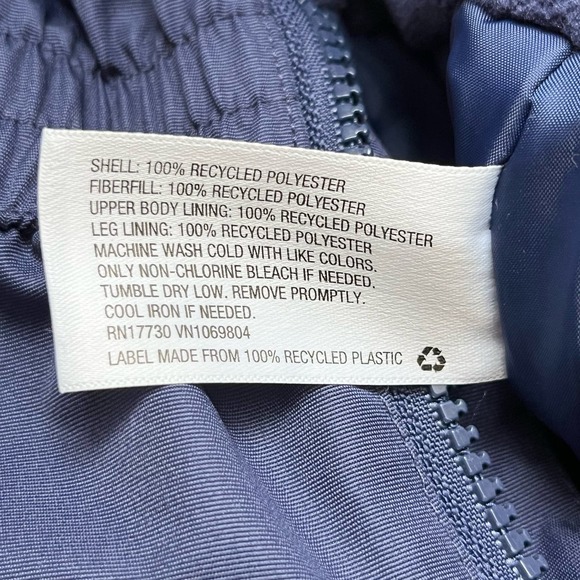 SHELL: 100% RECYCLED POLYESTER
FIBERFILL: 100% RECYCLED POLYESTER
UPPER BODY LINING: 100% RECYCLED POLYESTER
LEG LINING: 100% RECYCLED POLYESTER
MACHINE WASH COLD WITH LIKE COLORS.
ONLY NON-CHLORINE BLEACH IF NEEDED.
TUMBLE DRY LOW. REMOVE PROMPTLY.
COOL IRON IF NEEDED.
RN17730 VN1069804
LABEL MADE FROM 100% RECYCLED PLASTIC